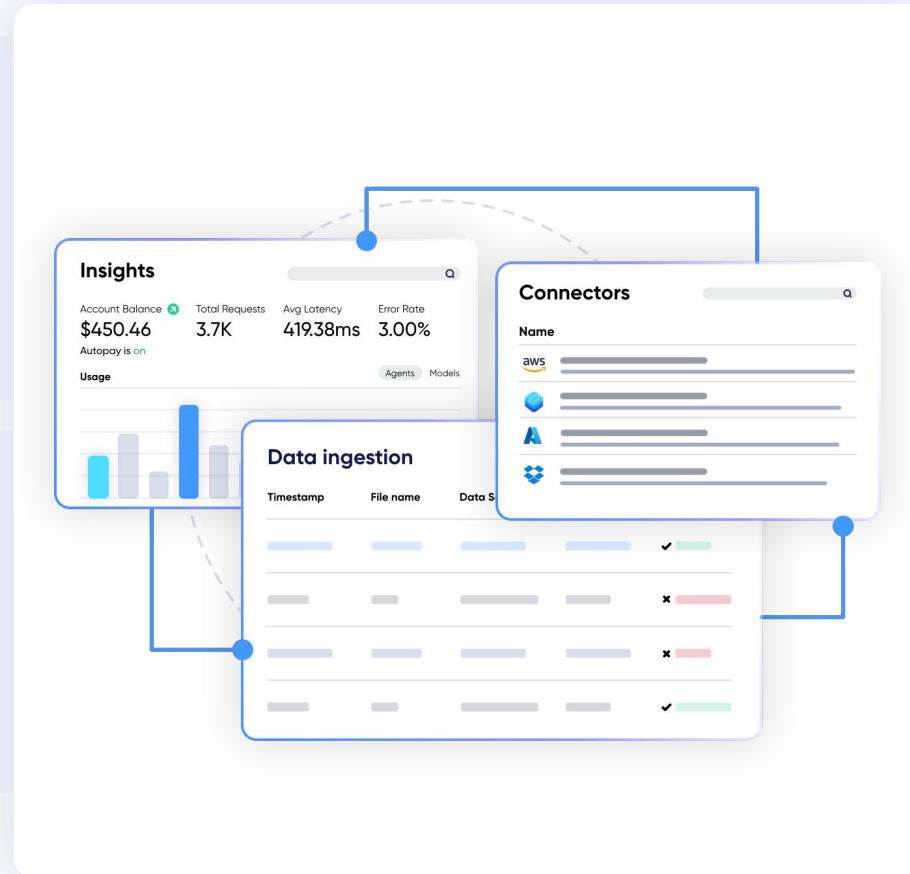 Insights
Account Balance Total Requests Avg Latency Error Rate
$450.46 3.7K 419.38ms 3.00%
Autopay is on
Usage Agents Models
Connectors
Name
aws
Data ingestion
Timestamp File name Data S